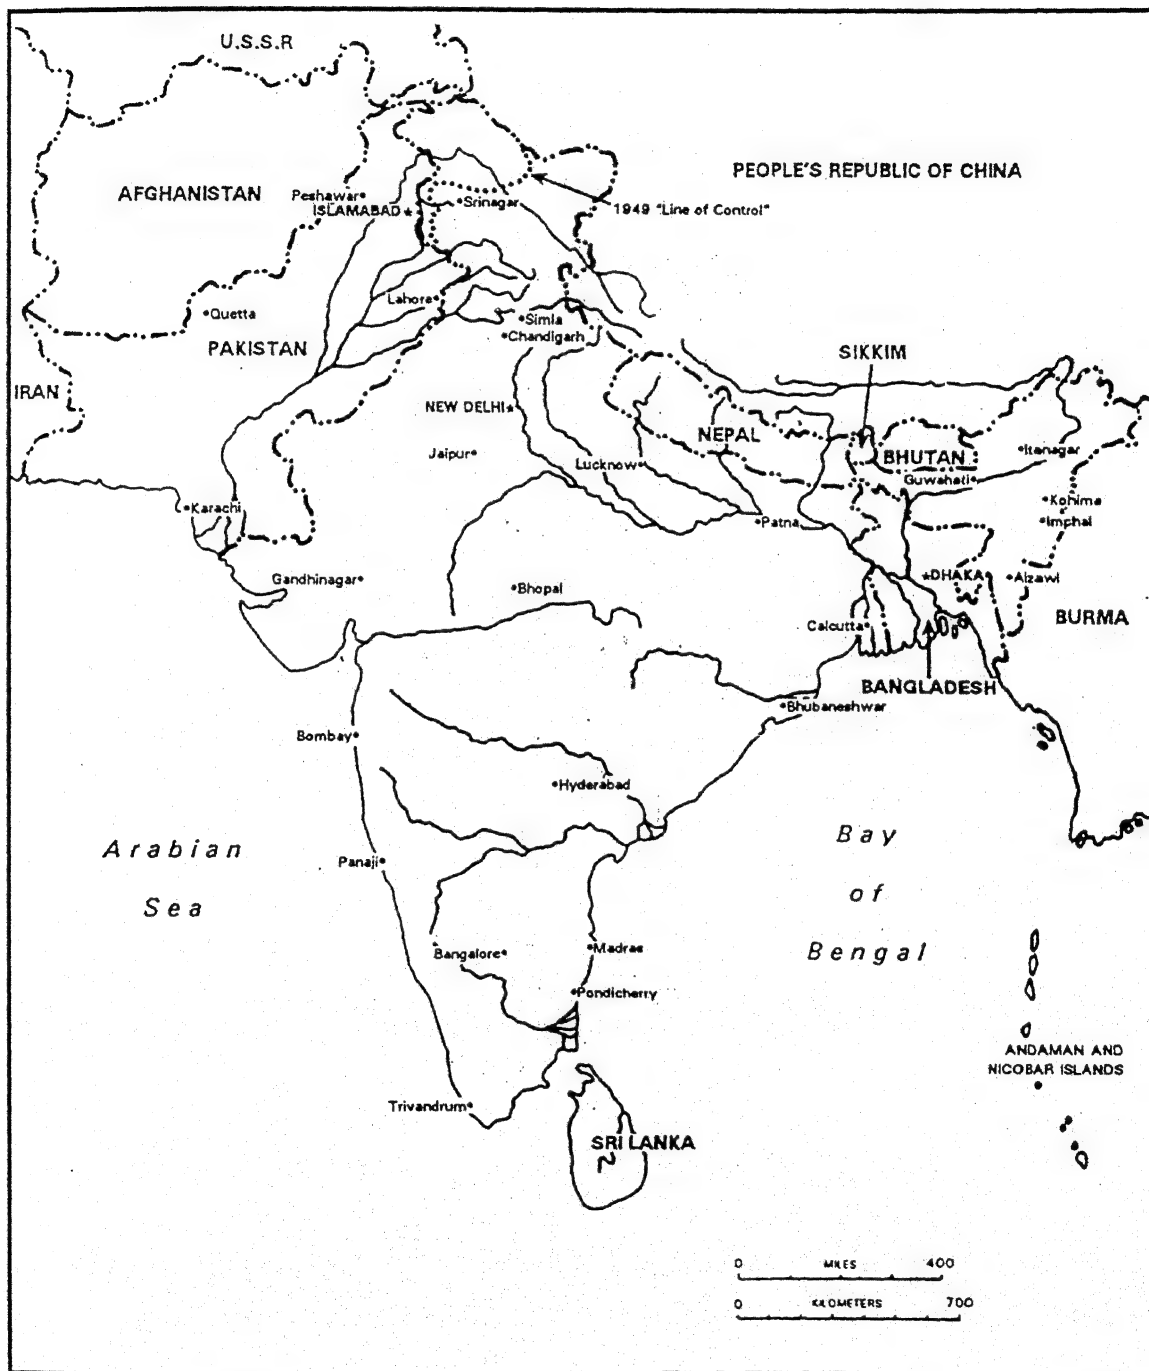 U.S.S.R
PEOPLE'S REPUBLIC OF CHINA
AFGHANISTAN
Peshawar
ISLAMABAD
Srinagar
1949 "Line of Control"
Lahora
Quetta
Simla
Chandigarh
PAKISTAN
SIKKIM
IRAN
NEW DELHI
NEPAL
BHUTAN
Itanagar
Jaipur
Lucknow
Guwahati
Kohima
Karachi
Patna
Imphal
Gandhinagar
Bhopal
DHAKA
Aizawl
Calcutta
BURMA
BANGLADESH
Bhubaneshwar
Bombay
Hyderabad
Arabian
Sea
Bay
of
Bengal
Panaji
Bangalore
Madras
Pondicherry
ANDAMAN AND
NICOBAR ISLANDS
Trivandrum
SRI LANKA
0 MILES 400
0 KILOMETERS 700